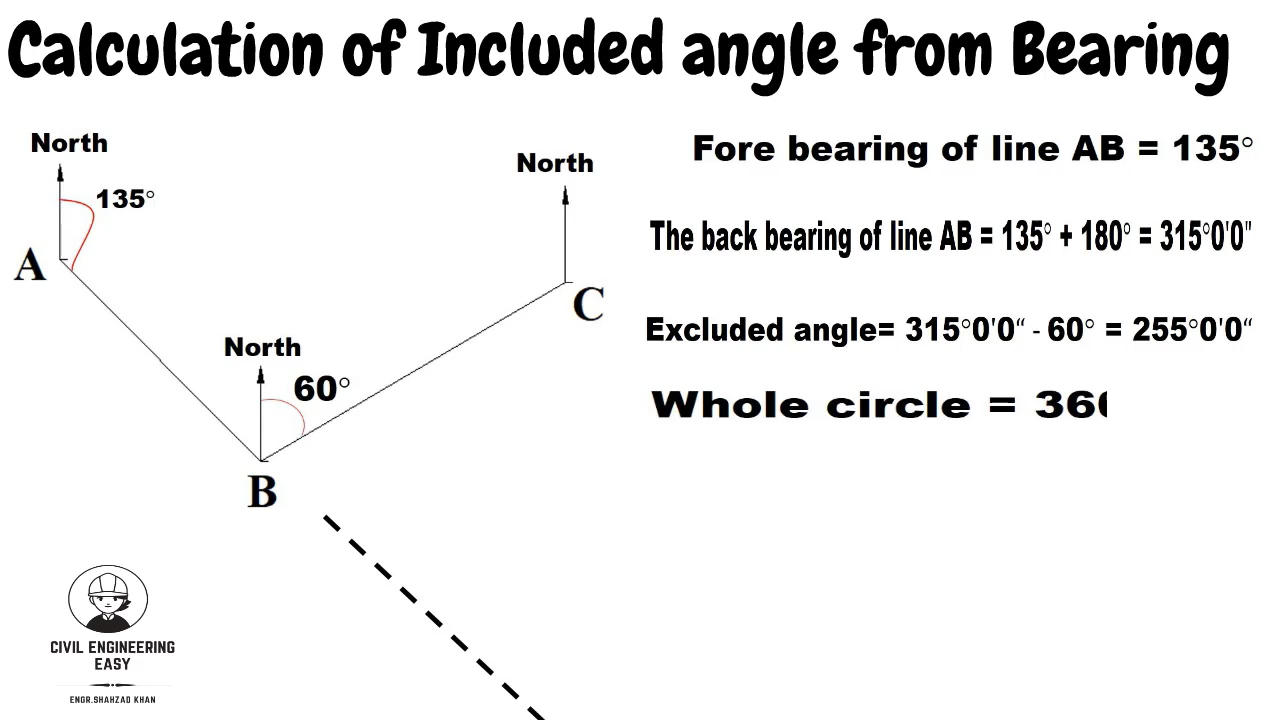 Calculation of Included angle from Bearing
North
135°
A
North
C
North
60°
B
Fore bearing of line AB = 135°
The back bearing of line AB = 135° + 180° = 315°0'0"
Excluded angle= 315°0'0“ - 60° = 255°0'0“
Whole circle = 36
CIVIL ENGINEERING
EASY
ENGR.SHAHZAD KHAN